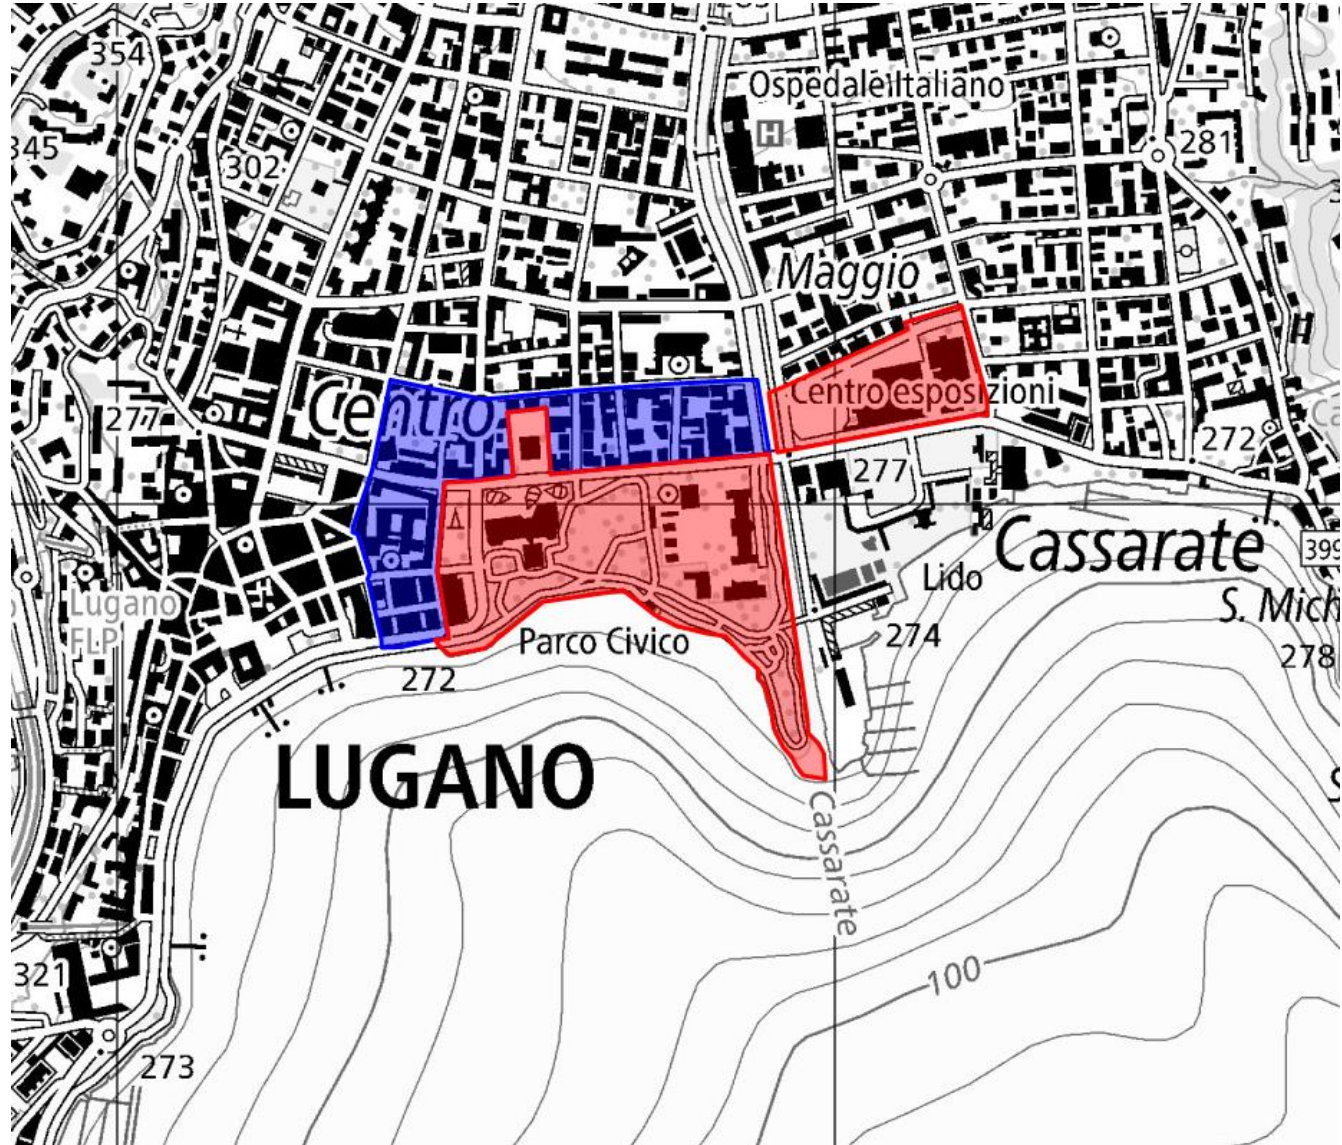 354
Ospedale Italiano
H
345
302
281
Maggio
Centro
Centro esposizioni
277
272
277
Cassarate
399
Lido
Lugano
FLP
S. Mich
274
Parco Civico
278
272
LUGANO
Cassarate
100
321
273